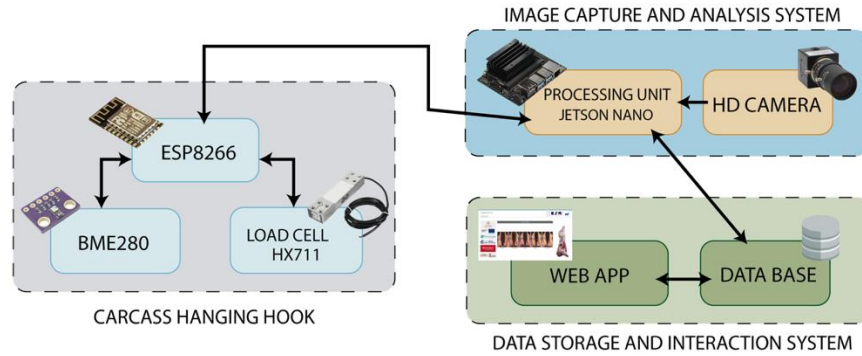 IMAGE CAPTURE AND ANALYSIS SYSTEM
PROCESSING UNIT
JETSON NANO
HD CAMERA
ESP8266
BME280
LOAD CELL
HX711
CARCASS HANGING HOOK
WEB APP
DATA BASE
DATA STORAGE AND INTERACTION SYSTEM